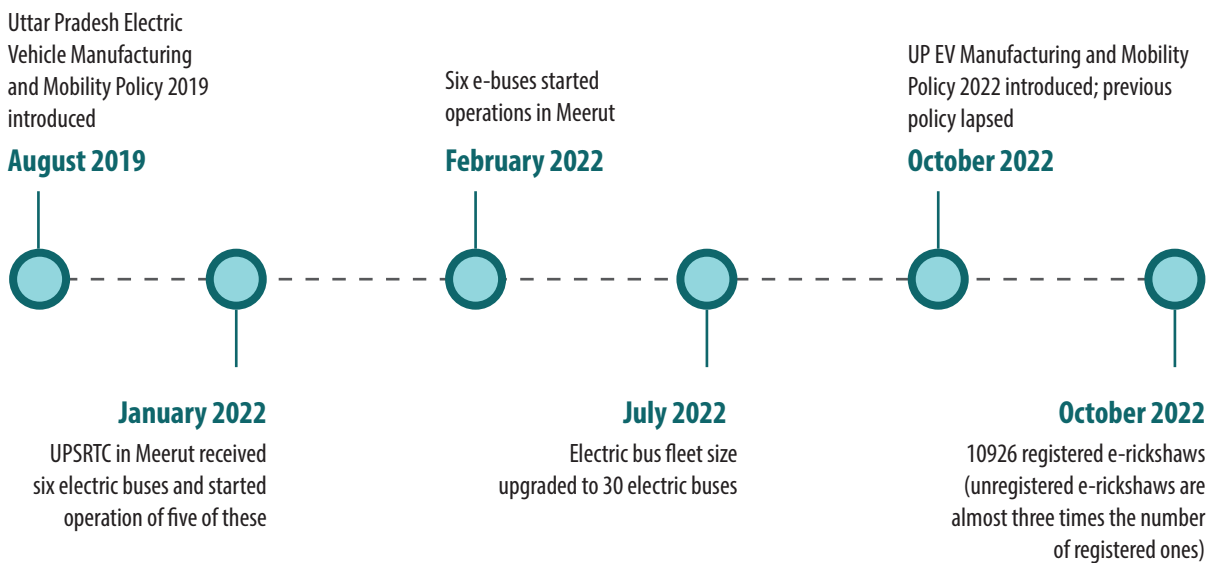 Uttar Pradesh Electric
Vehicle Manufacturing
and Mobility Policy 2019
introduced
August 2019
January 2022
UPSRTC in Meerut received
six electric buses and started
operation of five of these
Six e-buses started
operations in Meerut
February 2022
July 2022
Electric bus fleet size
upgraded to 30 electric buses
UP EV Manufacturing and Mobility
Policy 2022 introduced; previous
policy lapsed
October 2022
October 2022
10926 registered e-rickshaws
(unregistered e-rickshaws are
almost three times the number
of registered ones)